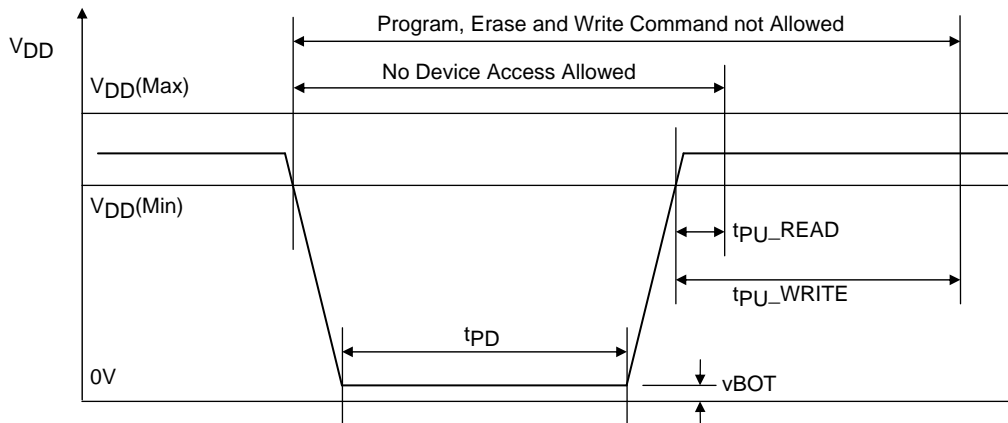 Program, Erase and Write Command not Allowed
VDD
No Device Access Allowed
VDD(Max)
VDD(Min)
tPU_READ
tPU_WRITE
tPD
0V
vBOT